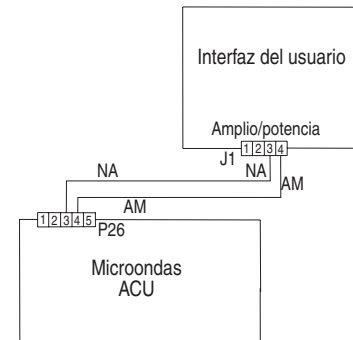 Interfaz del usuario
Amplio/potencia
1 2 3 4
J1
NA
NA
AM
AM
1 2 3 4 5
P26
Microondas
ACU